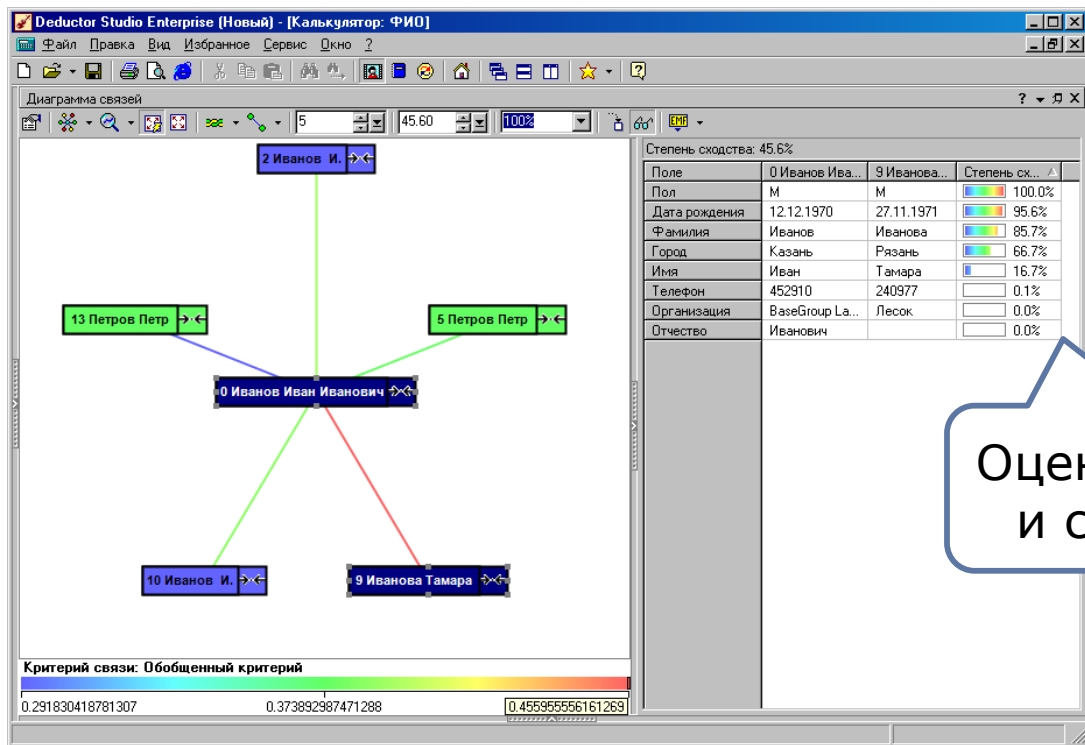 Deductor Studio Enterprise (Новый) - [Калькулятор: ФИО]
Файл Правка Вид Избранное Сервис Окно ?
Диаграмма связей
5 45.60 100% EMF
Степень сходства: 45.6%
Поле 0 Иванов Ива... 9 Иванова... Степень сх...
Пол М М 100.0%
Дата рождения 12.12.1970 27.11.1971 95.6%
Фамилия Иванов Иванова 85.7%
Город Казань Рязань 66.7%
Имя Иван Тамара 16.7%
Телефон 452910 240977 0.1%
Организация BaseGroup La... Лесок 0.0%
Отчество Иванович 0.0%
2 Иванов И.
13 Петров Петр
5 Петров Петр
0 Иванов Иван Иванович
10 Иванов И.
9 Иванова Тамара
Критерий связи: Обобщенный критерий
0.291830418781307 0.373892987471288 0.455955556161269